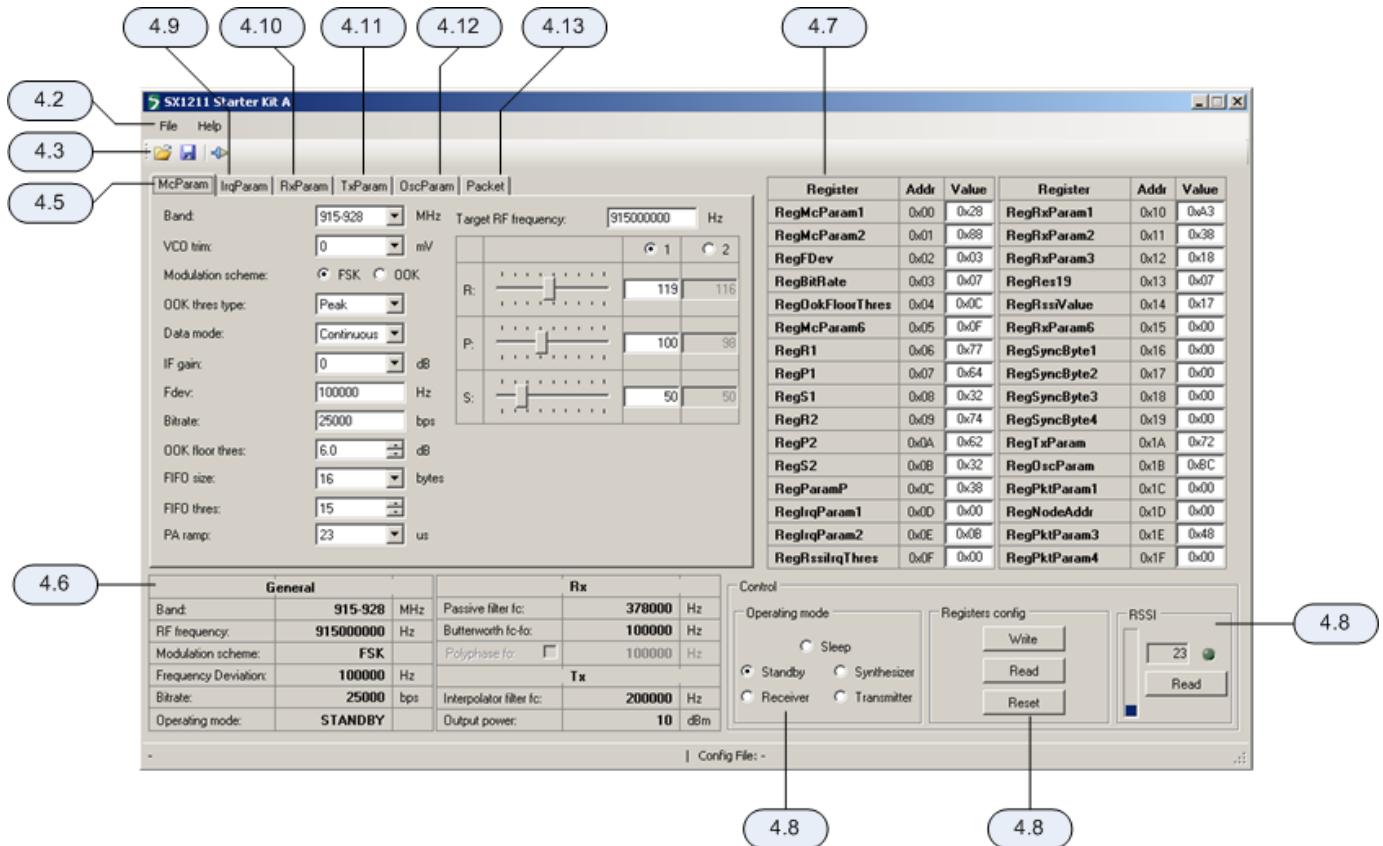 4.9 4.10 4.11 4.12 4.13 4.7
4.2
4.3
4.5
SX1211 Starter Kit A
File Help
McParam IrqParam RxParam TxParam OscParam Packet
Band: 915-928 MHz
VCO trim: 0 mV
Modulation scheme: FSK OOK
OOK thres type: Peak
Data mode: Continuous
IF gain: 0 dB
Fdev: 100000 Hz
Bitrate: 25000 bps
OOK floor thres: 6.0 dB
FIFO size: 16 bytes
FIFO thres: 15
PA ramp: 23 us
Target RF frequency: 915000000 Hz
1 2
R: 119 116
P: 100 98
S: 50 50
Register Addr Value Register Addr Value
RegMcParam1 0x00 0x28 RegRxParam1 0x10 0xA3
RegMcParam2 0x01 0x88 RegRxParam2 0x11 0x38
RegFDev 0x02 0x03 RegRxParam3 0x12 0x18
RegBitRate 0x03 0x07 RegRes19 0x13 0x07
RegOokFloorThres 0x04 0x0C RegRssiValue 0x14 0x17
RegMcParam6 0x05 0x0F RegRxParam6 0x15 0x00
RegR1 0x06 0x77 RegSyncByte1 0x16 0x00
RegP1 0x07 0x64 RegSyncByte2 0x17 0x00
RegS1 0x08 0x32 RegSyncByte3 0x18 0x00
RegR2 0x09 0x74 RegSyncByte4 0x19 0x00
RegP2 0x0A 0x62 RegTxParam 0x1A 0x72
RegS2 0x0B 0x32 RegOscParam 0x1B 0xBC
RegParamP 0x0C 0x38 RegPktParam1 0x1C 0x00
RegIrqParam1 0x0D 0x00 RegNodeAddr 0x1D 0x00
RegIrqParam2 0x0E 0x0B RegPktParam3 0x1E 0x48
RegRssiIrqThres 0x0F 0x00 RegPktParam4 0x1F 0x00
4.6
General
Band: 915-928 MHz
RF frequency: 915000000 Hz
Modulation scheme: FSK
Frequency Deviation: 100000 Hz
Bitrate: 25000 bps
Operating mode: STANDBY
Rx
Passive filter fc: 378000 Hz
Butterworth fc-fo: 100000 Hz
Polyphase fo: 100000 Hz
Tx
Interpolator filter fc: 200000 Hz
Output power: 10 dBm
Control
Operating mode
Sleep
Standby Synthesizer
Receiver Transmitter
Registers config
Write
Read
Reset
RSSI
23
Read
4.8
- | Config File: -
4.8 4.8